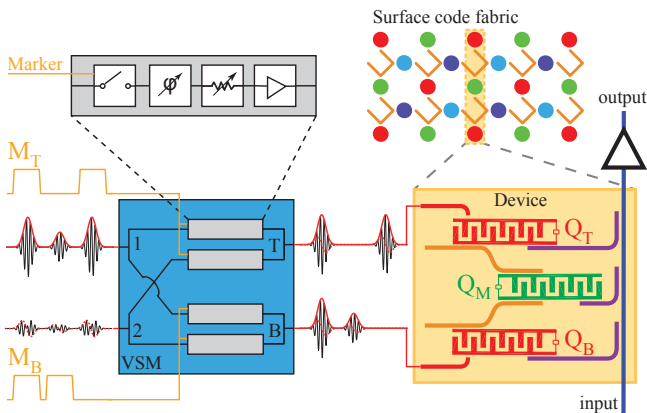 Surface code fabric
Marker
φ
output
M_T
Device
1
T
Q_T
Q_M
2
B
Q_B
VSM
M_B
input